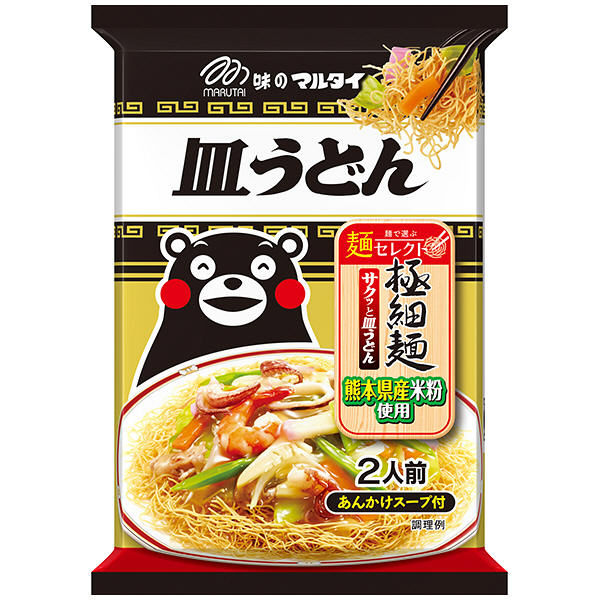 MARUTAI
味のマルタイ
皿うどん
麺で選ぶ
麺セレクト
極細麺
サクッと皿うどん
熊本県産米粉
使用
2人前
あんかけスープ付
調理例